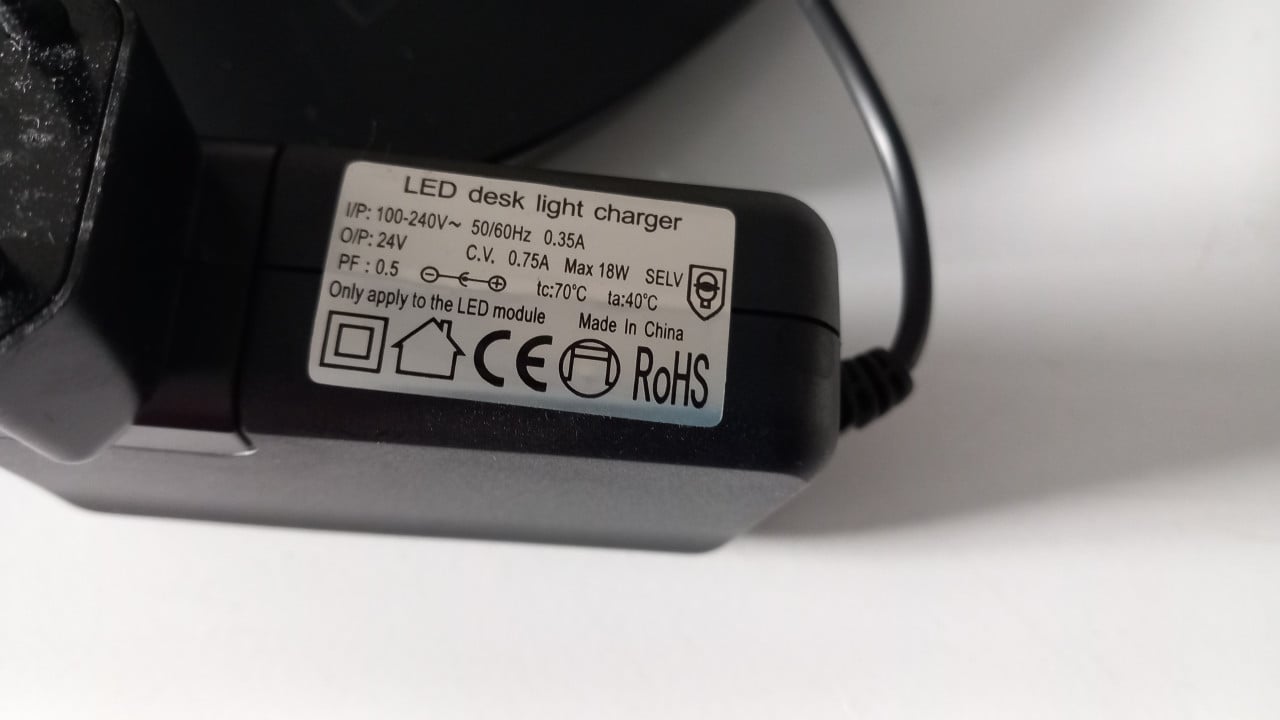 LED desk light charger
I/P: 100-240V~ 50/60Hz 0.35A
O/P: 24V C.V. 0.75A Max 18W SELV
PF : 0.5 tc:70°C ta:40°C
Only apply to the LED module Made In China
CE RoHS